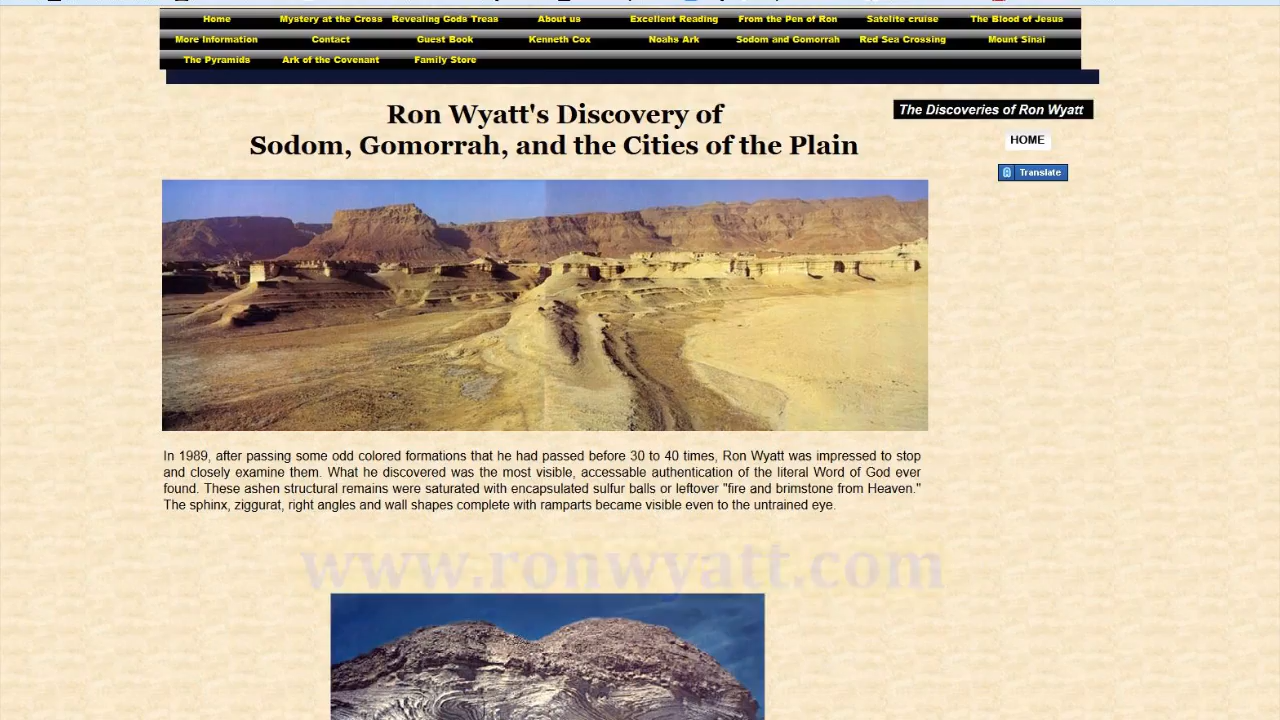 Home Mystery at the Cross Revealing Gods Treas About us Excellent Reading From the Pen of Ron Satelite cruise The Blood of Jesus
More Information Contact Guest Book Kenneth Cox Noahs Ark Sodom and Gomorrah Red Sea Crossing Mount Sinai
The Pyramids Ark of the Covenant Family Store
Ron Wyatt's Discovery of
Sodom, Gomorrah, and the Cities of the Plain
The Discoveries of Ron Wyatt
HOME
Translate
In 1989, after passing some odd colored formations that he had passed before 30 to 40 times, Ron Wyatt was impressed to stop
and closely examine them. What he discovered was the most visible, accessable authentication of the literal Word of God ever
found. These ashen structural remains were saturated with encapsulated sulfur balls or leftover "fire and brimstone from Heaven."
The sphinx, ziggurat, right angles and wall shapes complete with ramparts became visible even to the untrained eye.
www.ronwyatt.com